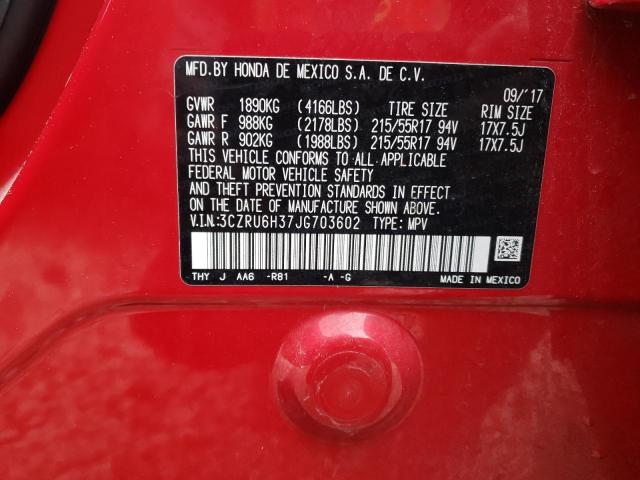 MFD.BY HONDA DE MEXICO S.A. DE C.V.
09/'17
GVWR 1890KG (4166LBS) TIRE SIZE RIM SIZE
GAWR F 988KG (2178LBS) 215/55R17 94V 17X7.5J
GAWR R 902KG (1988LBS) 215/55R17 94V 17X7.5J
THIS VEHICLE CONFORMS TO ALL APPLICABLE
FEDERAL MOTOR VEHICLE SAFETY
AND THEFT PREVENTION STANDARDS IN EFFECT
ON THE DATE OF MANUFACTURE SHOWN ABOVE.
V.I.N.:3CZRU6H37JG703602 TYPE: MPV
THY J AA6 -R81 -A -G MADE IN MEXICO